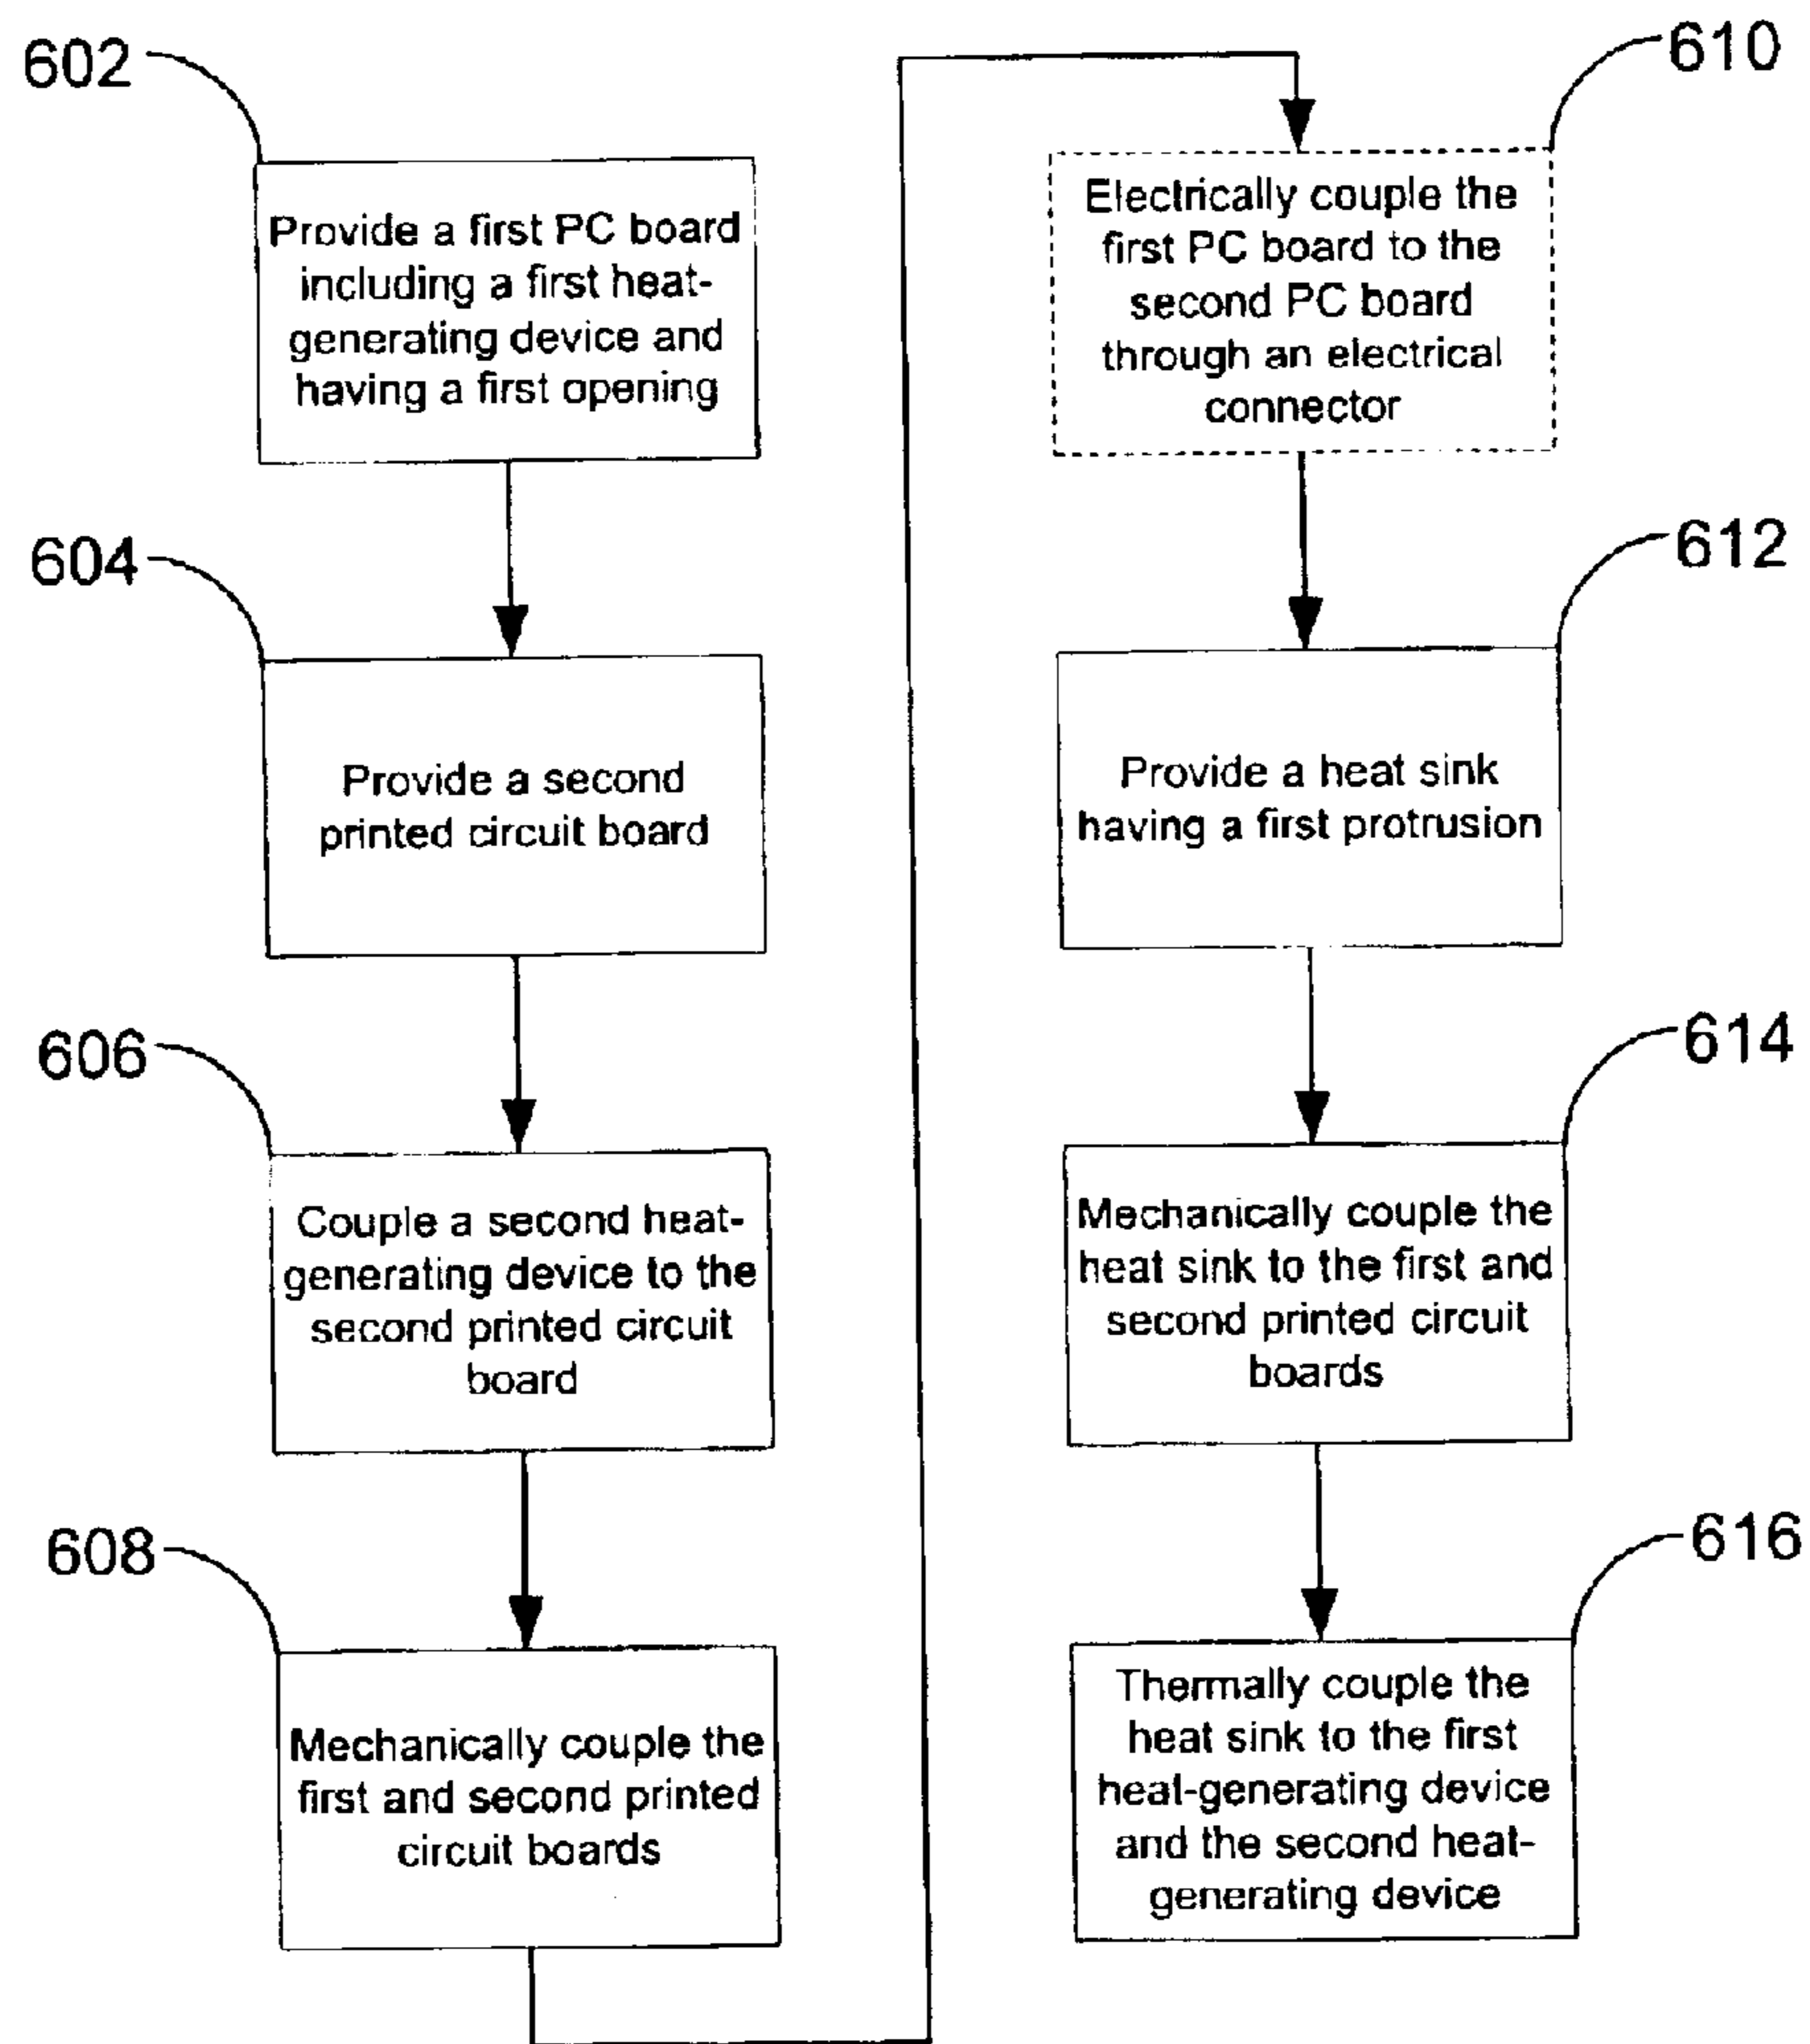 602
Provide a first PC board
including a first heat-
generating device and
having a first opening
604
Provide a second
printed circuit board
606
Couple a second heat-
generating device to the
second printed circuit
board
608
Mechanically couple the
first and second printed
circuit boards
610
Electrically couple the
first PC board to the
second PC board
through an electrical
connector
612
Provide a heat sink
having a first protrusion
614
Mechanically couple the
heat sink to the first and
second printed circuit
boards
616
Thermally couple the
heat sink to the first
heat-generating device
and the second heat-
generating device